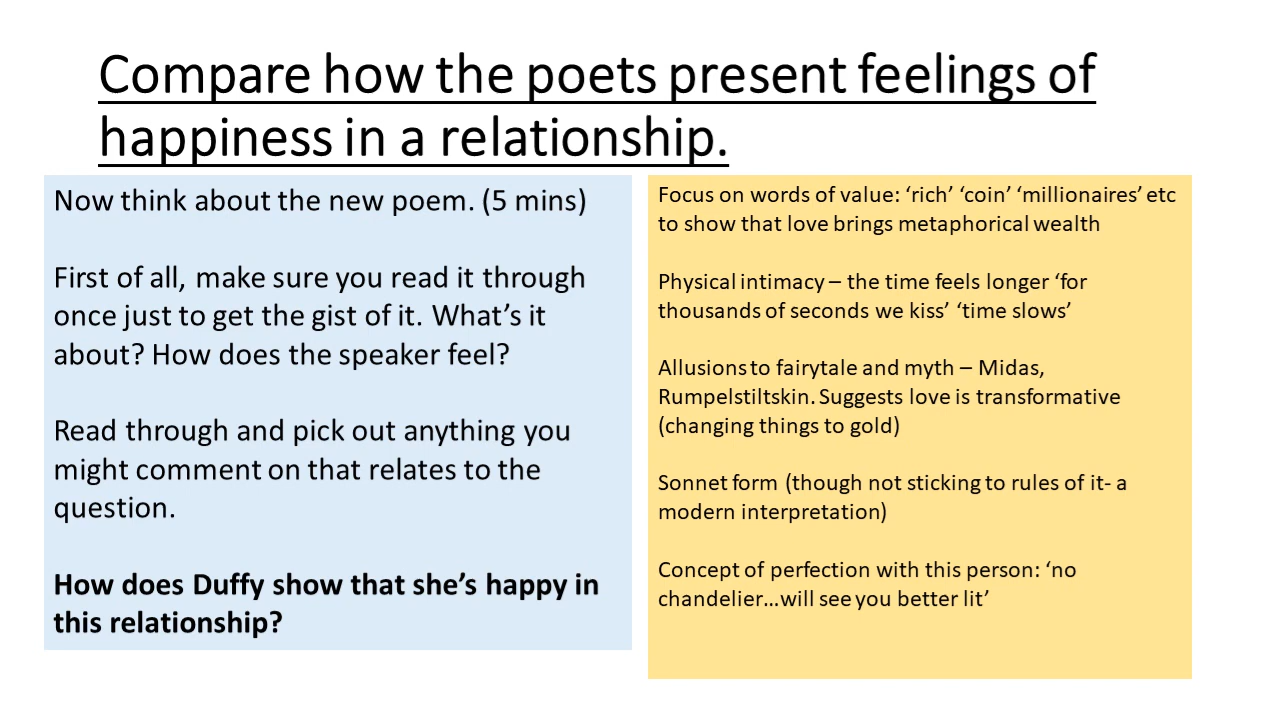 Compare how the poets present feelings of
happiness in a relationship.
Now think about the new poem. (5 mins)
First of all, make sure you read it through
once just to get the gist of it. What’s it
about? How does the speaker feel?
Read through and pick out anything you
might comment on that relates to the
question.
How does Duffy show that she’s happy in
this relationship?
Focus on words of value: ‘rich’ ‘coin’ ‘millionaires’ etc
to show that love brings metaphorical wealth
Physical intimacy – the time feels longer ‘for
thousands of seconds we kiss’ ‘time slows’
Allusions to fairytale and myth – Midas,
Rumpelstiltskin. Suggests love is transformative
(changing things to gold)
Sonnet form (though not sticking to rules of it- a
modern interpretation)
Concept of perfection with this person: ‘no
chandelier…will see you better lit’